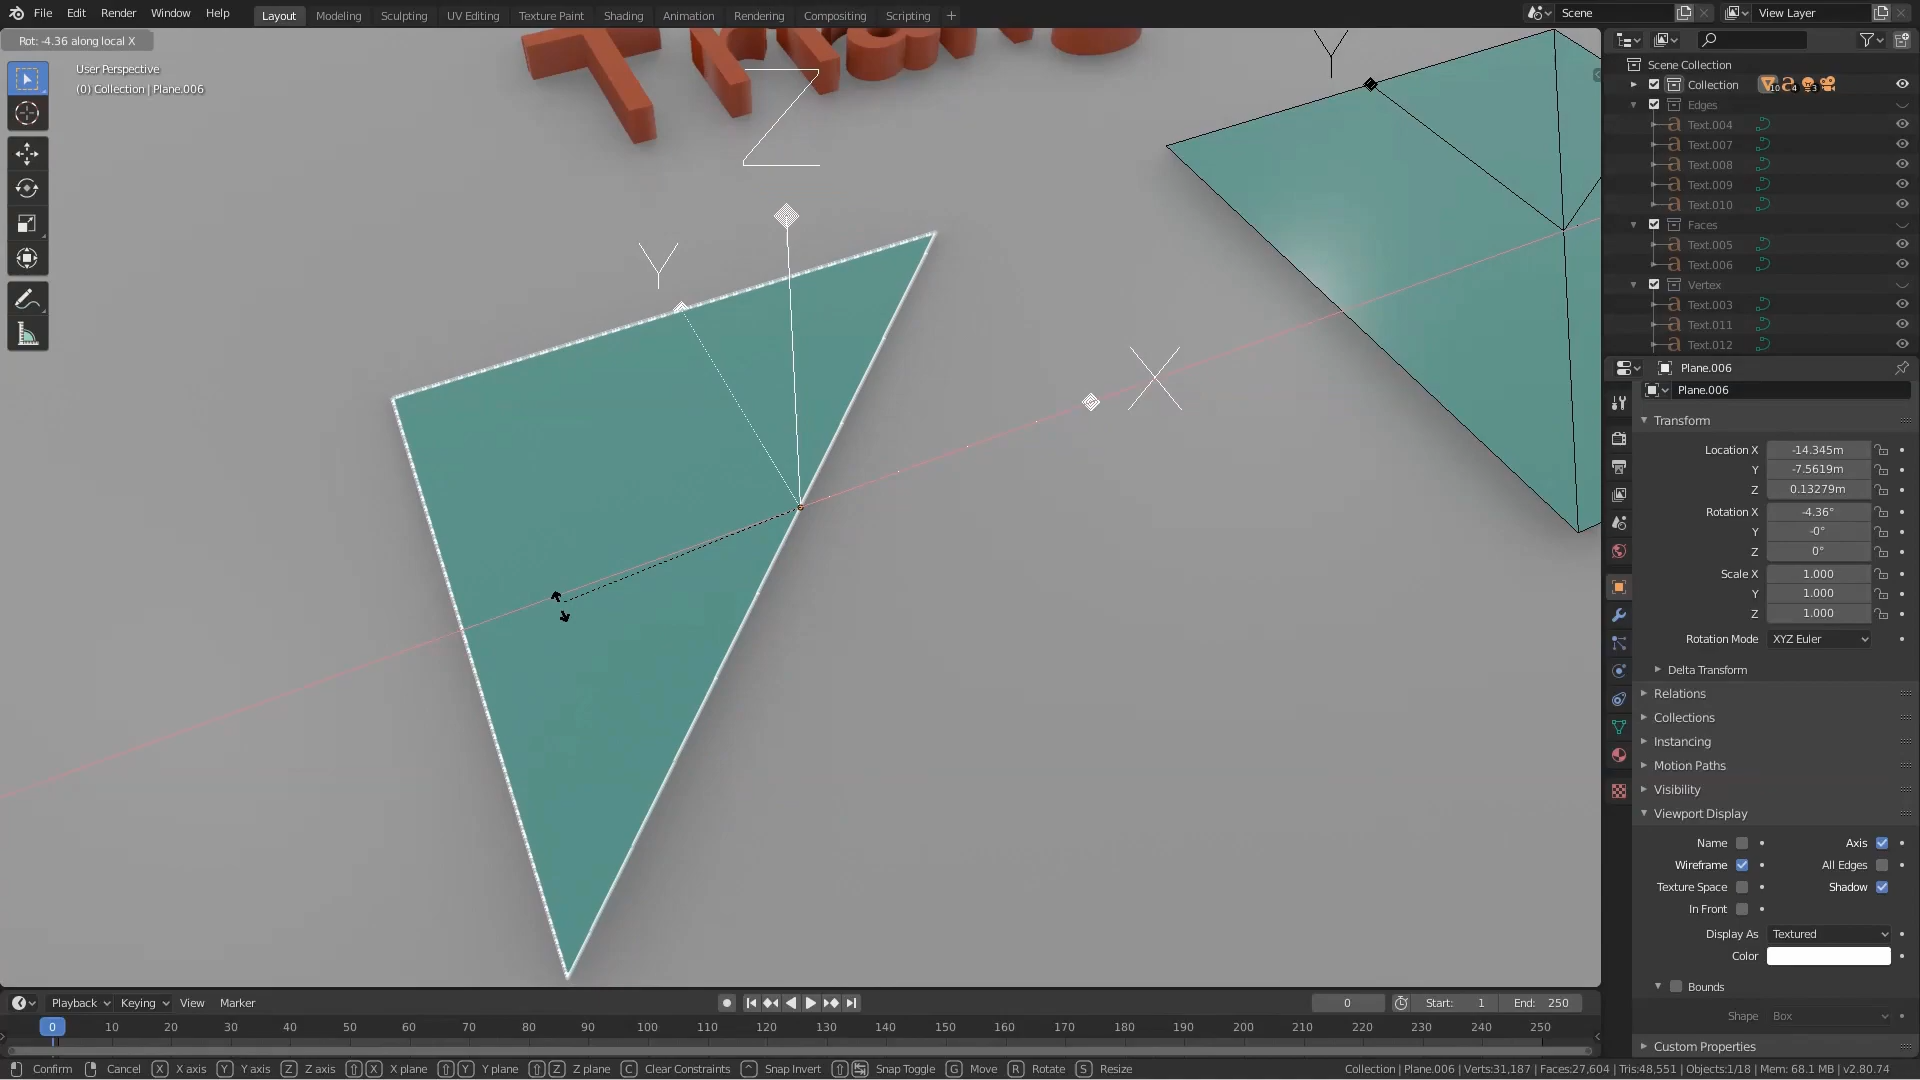 File Edit Render Window Help
Layout Modeling Sculpting UV Editing Texture Paint Shading Animation Rendering Compositing Scripting +
Scene
View Layer
Rot: -4.36 along local X
User Perspective
(0) Collection | Plane.006
Z
Y
Y
X
Scene Collection
Collection 10 4 3
Edges
Text.004
Text.007
Text.008
Text.009
Text.010
Faces
Text.005
Text.006
Vertex
Text.003
Text.011
Text.012
Plane.006
Plane.006
Transform
Location X -14.345m
Y -7.5619m
Z 0.13279m
Rotation X -4.36°
Y -0°
Z 0°
Scale X 1.000
Y 1.000
Z 1.000
Rotation Mode XYZ Euler
Delta Transform
Relations
Collections
Instancing
Motion Paths
Visibility
Viewport Display
Name Axis
Wireframe All Edges
Texture Space Shadow
In Front
Display As Textured
Color
Bounds
Shape Box
Custom Properties
Playback Keying View Marker
0 Start: 1 End: 250
0 10 20 30 40 50 60 70 80 90 100 110 120 130 140 150 160 170 180 190 200 210 220 230 240 250
Confirm Cancel X X axis Y Y axis Z Z axis X X plane Y Y plane Z Z plane C Clear Constraints ^ Snap Invert Snap Toggle G Move R Rotate S Resize
Collection | Plane.006 | Verts:31,187 | Faces:27,604 | Tris:48,551 | Objects:1/18 | Mem: 68.1 MB | v2.80.74